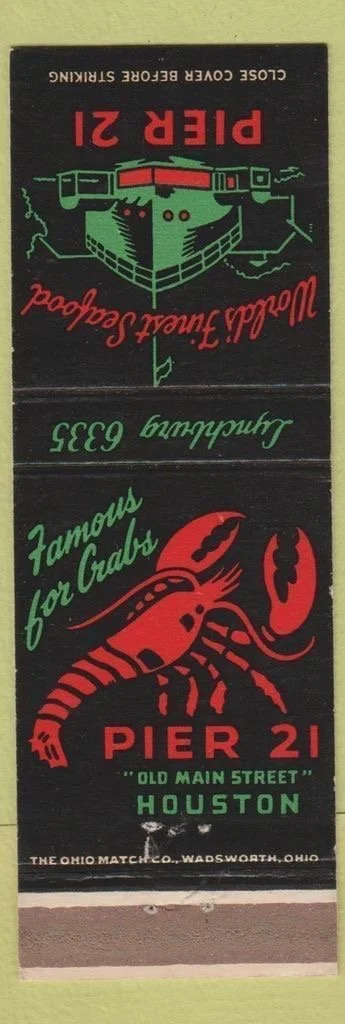 CLOSE COVER BEFORE STRIKING
PIER 21
World's Finest Seafood
Lynchburg 6335
Famous
for Crabs
PIER 21
"OLD MAIN STREET"
HOUSTON
THE OHIO MATCH CO., WADSWORTH, OHIO